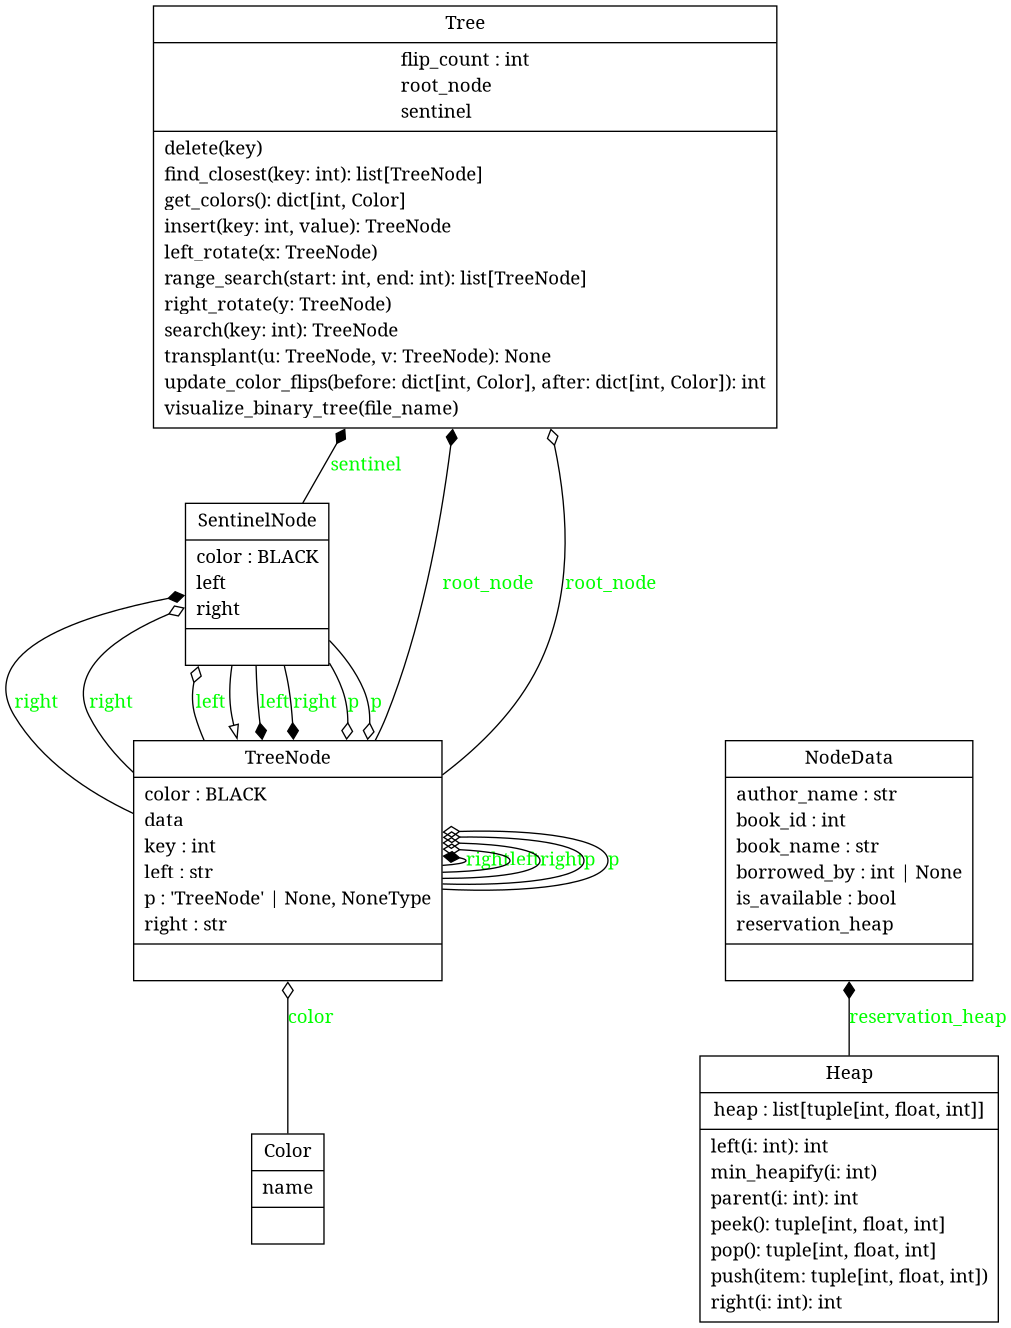 Tree
flip_count : int
root_node
sentinel
delete(key)
find_closest(key: int): list[TreeNode]
get_colors(): dict[int, Color]
insert(key: int, value): TreeNode
left_rotate(x: TreeNode)
range_search(start: int, end: int): list[TreeNode]
right_rotate(y: TreeNode)
search(key: int): TreeNode
transplant(u: TreeNode, v: TreeNode): None
update_color_flips(before: dict[int, Color], after: dict[int, Color]): int
visualize_binary_tree(file_name)
sentinel
SentinelNode
color : BLACK
left
right
root_node
root_node
right
right
left
left
right
p
p
TreeNode
color : BLACK
data
key : int
left : str
p : 'TreeNode' | None, NoneType
right : str
right
left
right
p
p
NodeData
author_name : str
book_id : int
book_name : str
borrowed_by : int | None
is_available : bool
reservation_heap
color
reservation_heap
Color
name
Heap
heap : list[tuple[int, float, int]]
left(i: int): int
min_heapify(i: int)
parent(i: int): int
peek(): tuple[int, float, int]
pop(): tuple[int, float, int]
push(item: tuple[int, float, int])
right(i: int): int